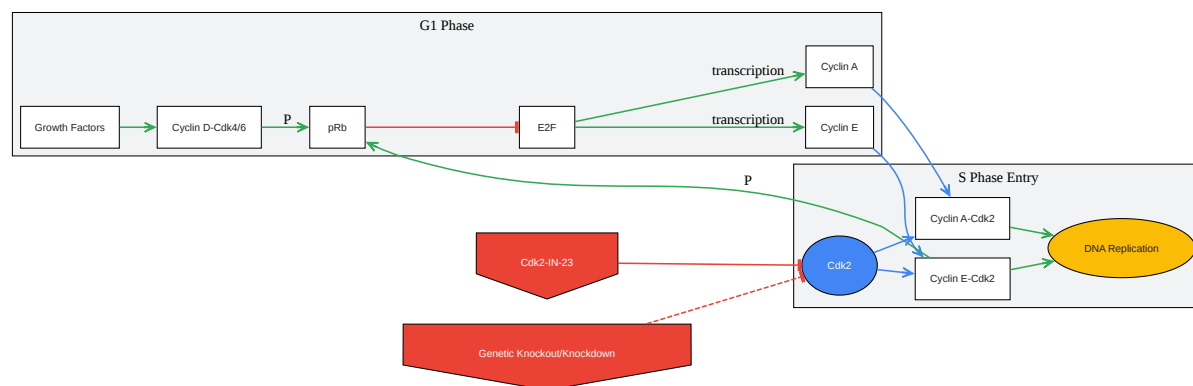 G1 Phase
Cyclin A
transcription
Growth Factors
Cyclin D-Cdk4/6
P
pRb
E2F
transcription
Cyclin E
P
S Phase Entry
Cyclin A-Cdk2
DNA Replication
Cdk2-IN-23
Cdk2
Cyclin E-Cdk2
Genetic Knockout/Knockdown